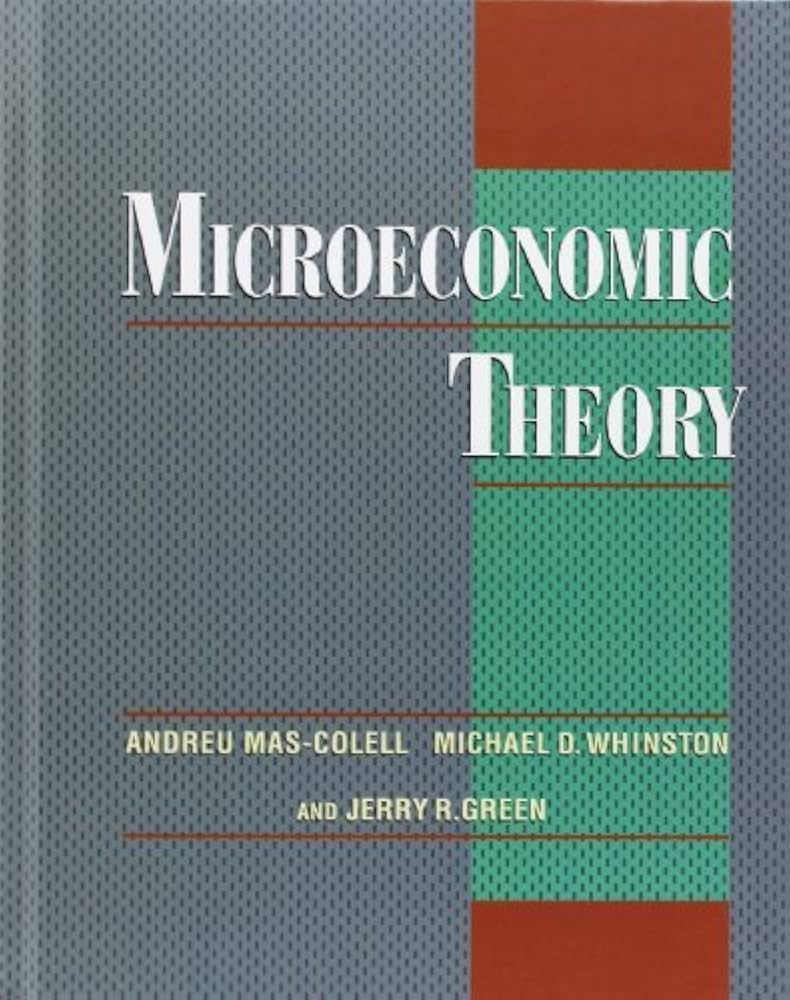 MICROECONOMIC
THEORY
ANDREU MAS-COLELL MICHAEL D. WHINSTON
AND JERRY R. GREEN